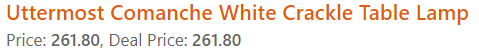 Uttermost Comanche White Crackle Table Lamp
Price: 261.80, Deal Price: 261.80